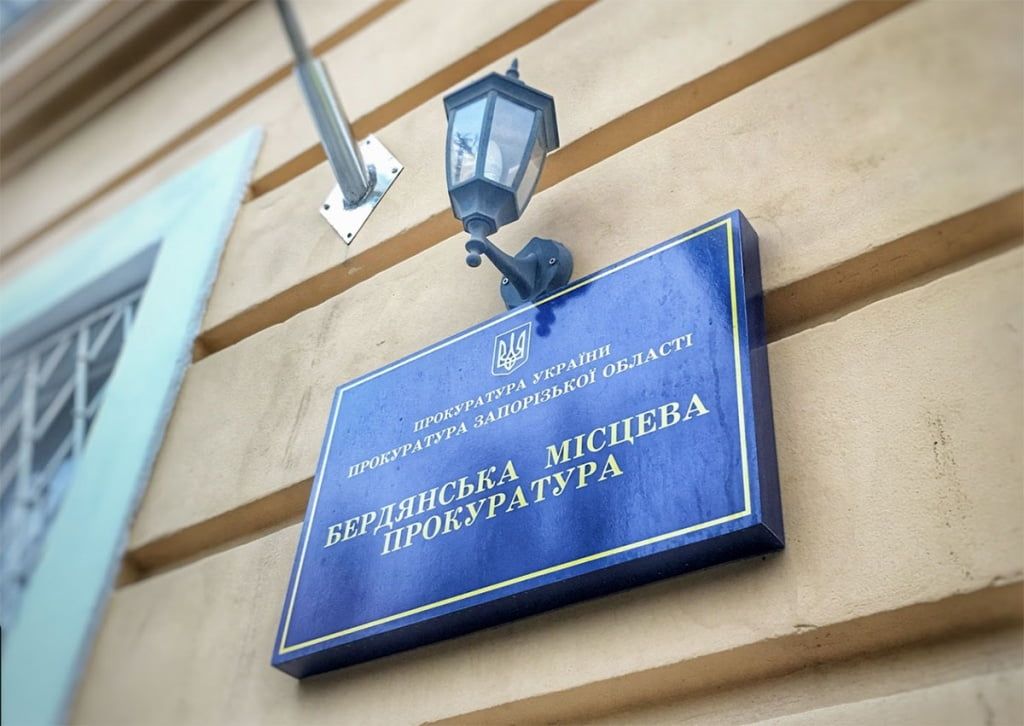 ПРОКУРАТУРА УКРАЇНИ
ПРОКУРАТУРА ЗАПОРІЗЬКОЇ ОБЛАСТІ
БЕРДЯНСЬКА МІСЦЕВА
ПРОКУРАТУРА